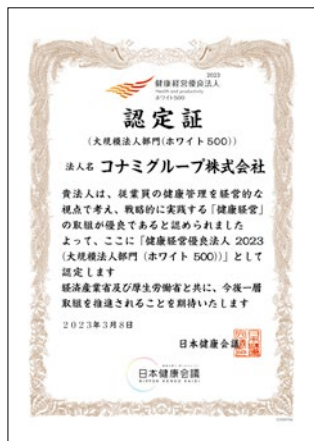 2023
健康経営優良法人
Health and productivity
ホワイト500
認定証
(大規模法人部門(ホワイト500))
法人名 コナミグループ株式会社
貴法人は、従業員の健康管理を経営的な
視点で考え、戦略的に実践する「健康経営」
の取組が優良であると認められました
よって、ここに「健康経営優良法人 2023
(大規模法人部門(ホワイト 500))」として
認定します
経済産業省及び厚生労働省と共に、今後一層
取組を推進されることを期待いたします
2023年3月8日
日本健康会議
日本健康会議
NIPPON KENKO KAIGI